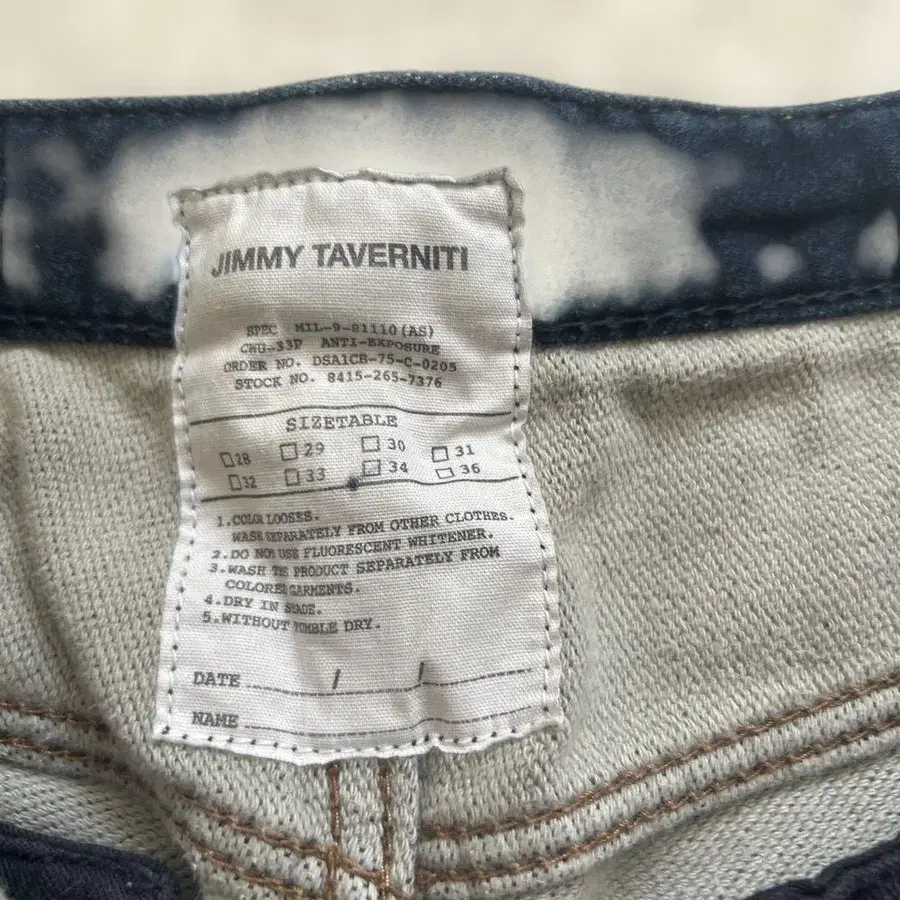 JIMMY TAVERNITI
SPEC MIL-9-81110(AS)
CWU-33P ANTI-EXPOSURE
ORDER NO. DSA1CB-75-C-0205
STOCK NO. 8415-265-7376
SIZETABLE
28 29 30 31
32 33 34 36
1.COLOR LOOSES.
WASH SEPARATELY FROM OTHER CLOTHES.
2.DO NOT USE FLUORESCENT WHITENER.
3.WASH THE PRODUCT SEPARATELY FROM
COLORED GARMENTS.
4.DRY IN SHADE.
5.WITHOUT TUMBLE DRY.
DATE / /
NAME